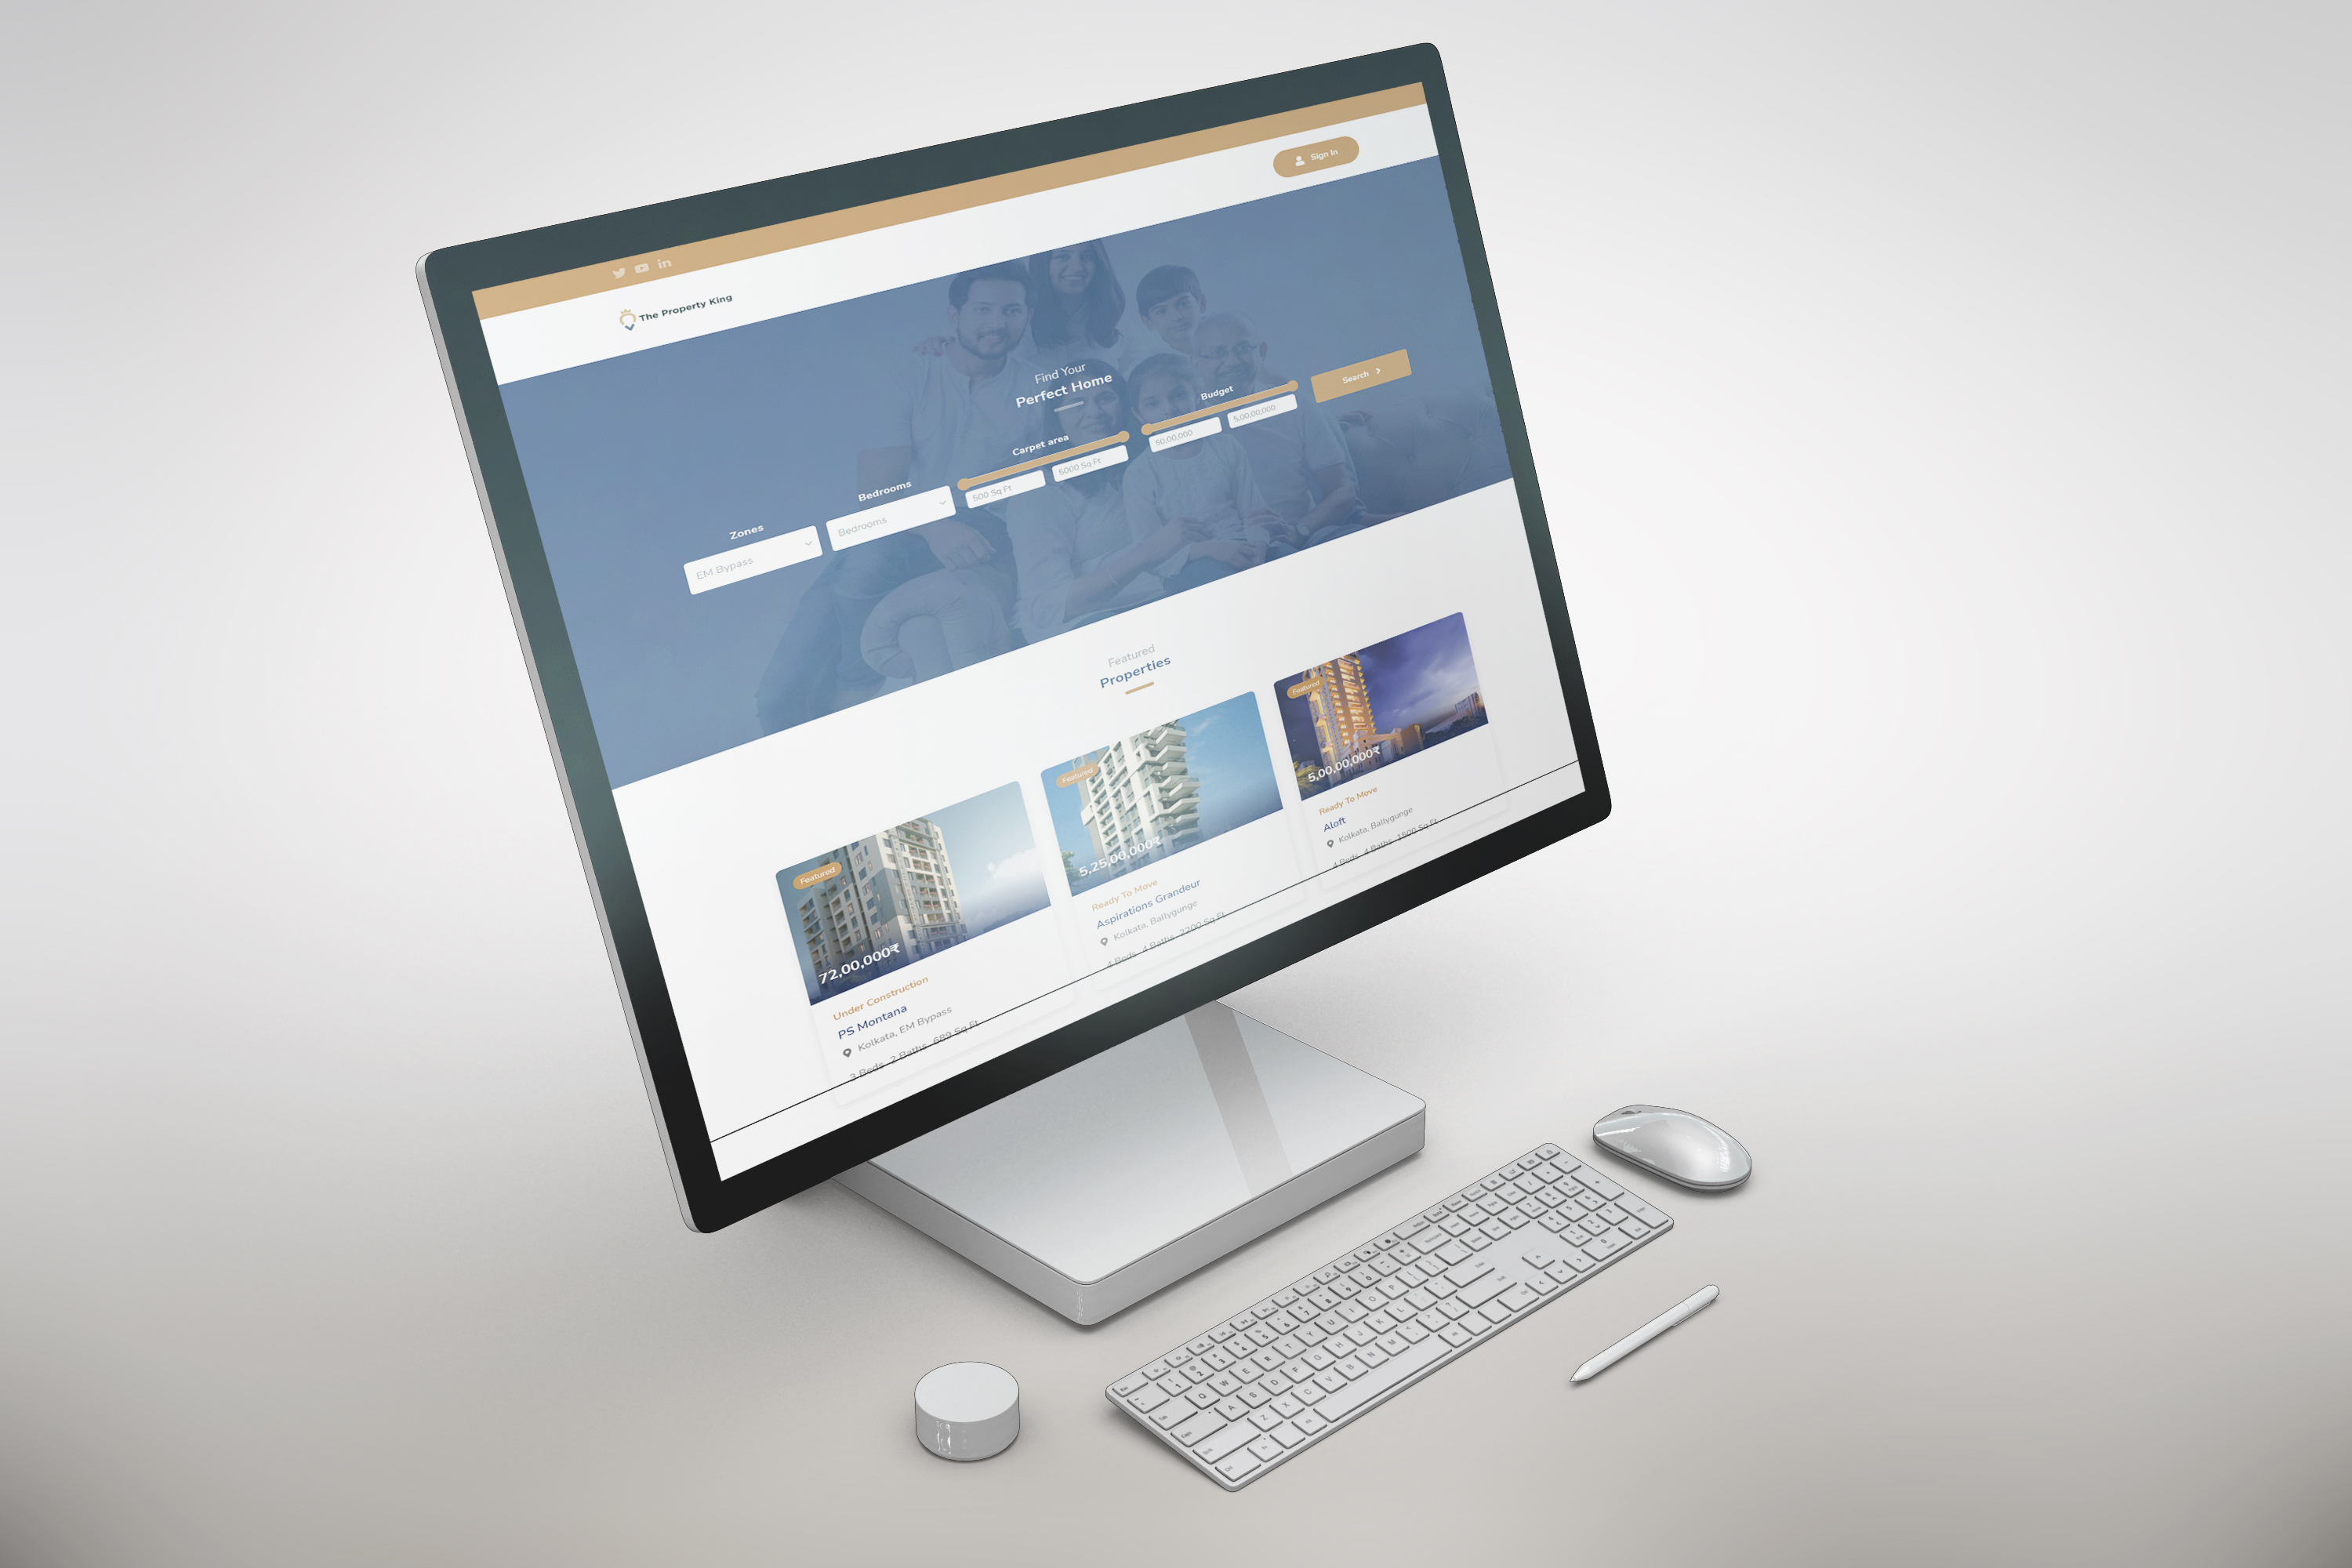 The Property King
Sign In
Find Your
Perfect Home
Zones
EM Bypass
Bedrooms
Bedrooms
Carpet area
500 Sq Ft
5000 Sq Ft
Budget
50,00,000
5,00,00,000
Search
Featured
Properties
Featured
72,00,000₹
Under Construction
PS Montana
Kolkata, EM Bypass
3 Beds 2 Baths 689 Sq Ft
Featured
5,25,00,000₹
Ready To Move
Aspirations Grandeur
Kolkata, Ballygunge
4 Beds 4 Baths 2200 Sq Ft
Featured
5,00,00,000₹
Ready To Move
Aloft
Kolkata, Ballygunge
4 Beds 4 Baths 1500 Sq Ft